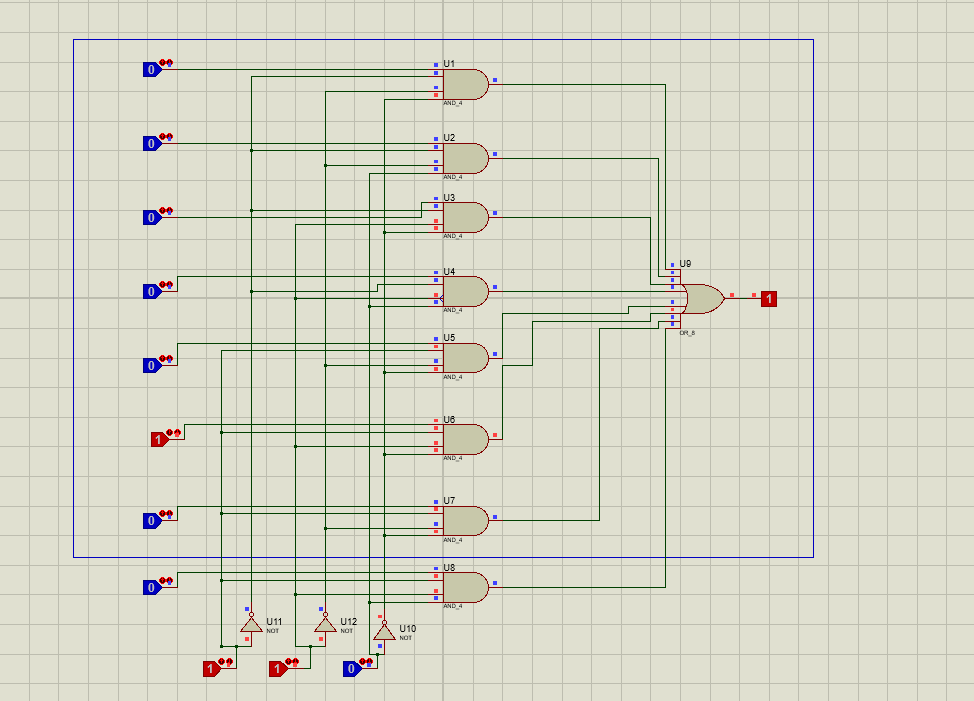 U1
0
AND_4
U2
0
AND_4
U3
0
AND_4
U9
U4
0
1
AND_4
OR_8
U5
0
AND_4
U6
1
AND_4
U7
0
AND_4
U8
0
AND_4
U11
NOT
U12
NOT
U10
NOT
1
1
0